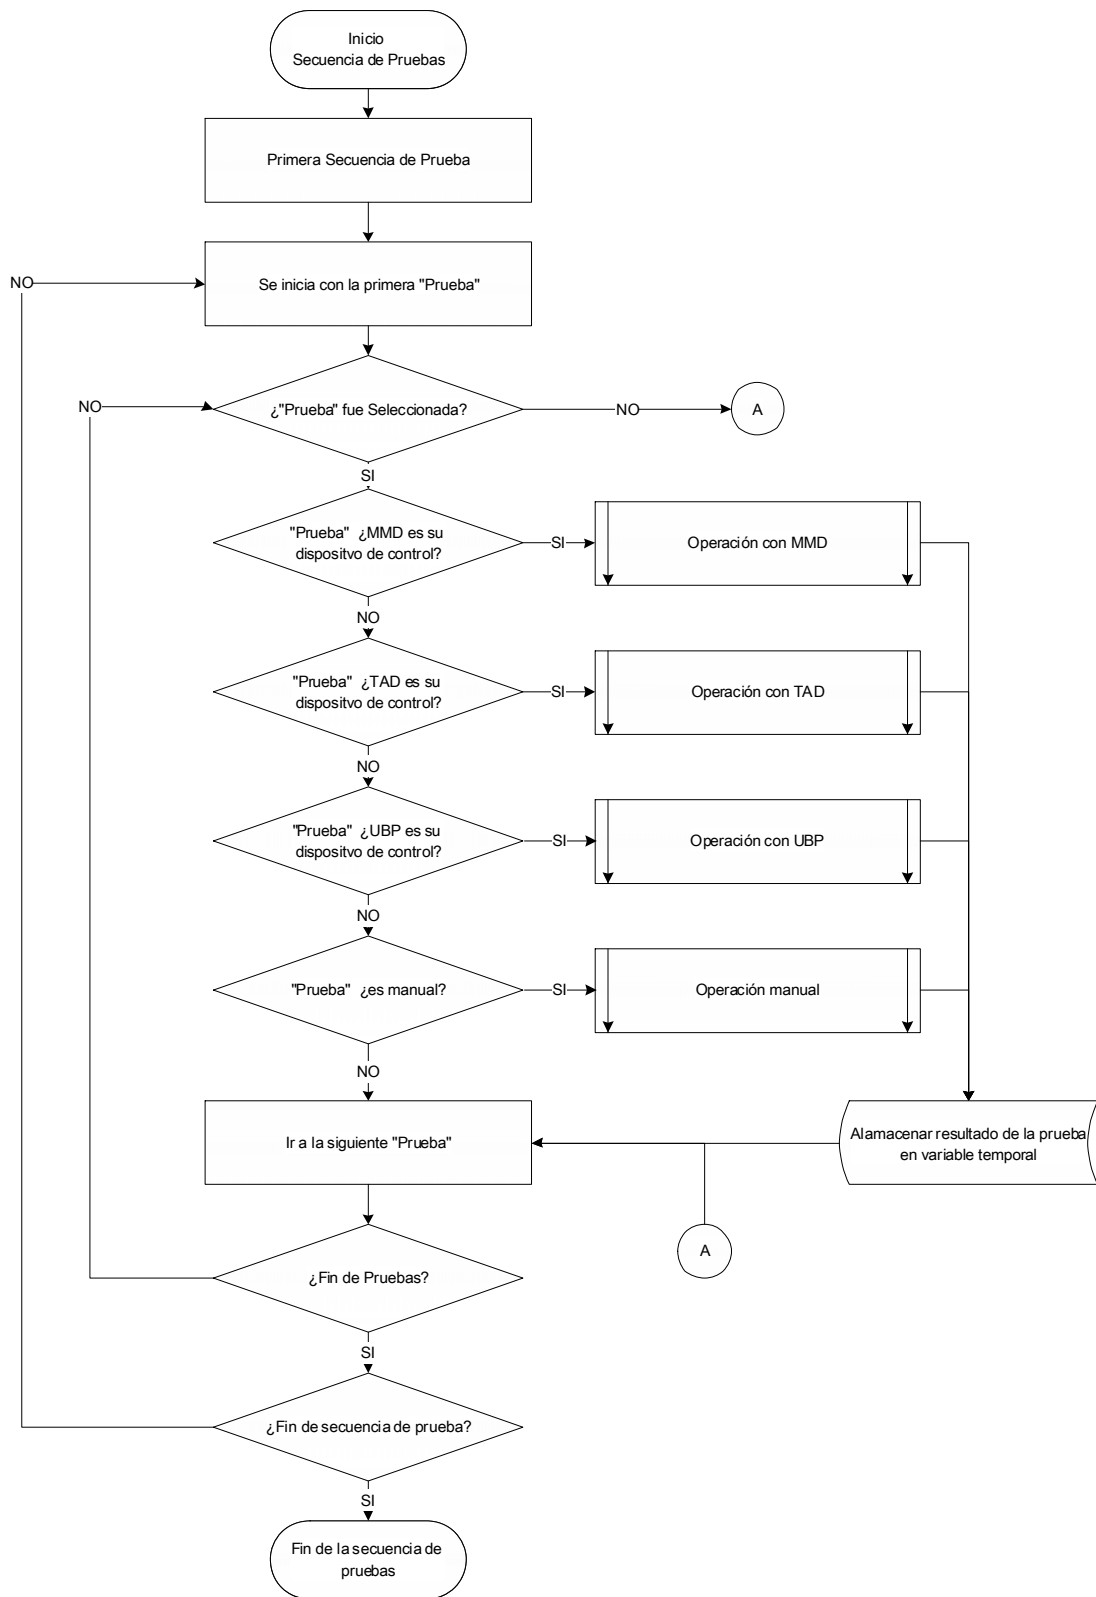 Inicio
Secuencia de Pruebas
Primera Secuencia de Prueba
NO
Se inicia con la primera "Prueba"
NO
¿"Prueba" fue Seleccionada?
NO
A
SI
"Prueba" ¿MMD es su
dispositvo de control?
SI
Operación con MMD
NO
"Prueba" ¿TAD es su
dispositvo de control?
SI
Operación con TAD
NO
"Prueba" ¿UBP es su
dispositvo de control?
SI
Operación con UBP
NO
"Prueba" ¿es manual?
SI
Operación manual
NO
Ir a la siguiente "Prueba"
Alamacenar resultado de la prueba
en variable temporal
A
¿Fin de Pruebas?
SI
¿Fin de secuencia de prueba?
SI
Fin de la secuencia de
pruebas